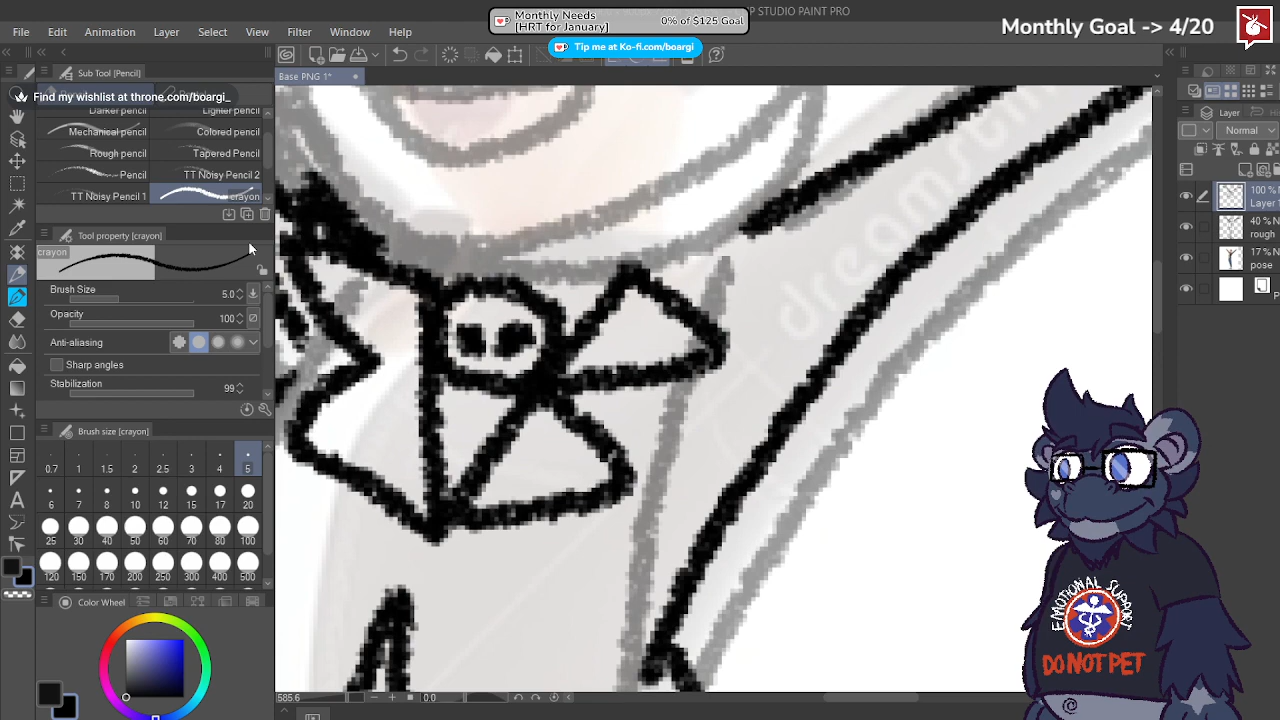 Monthly Needs
[HRT for January]
0% of $125 Goal
P STUDIO PAINT PRO
Monthly Goal -> 4/20
File Edit Animation Layer Select View Filter Window Help
Tip me at Ko-fi.com/boargi
Sub Tool [Pencil]
Base PNG 1*
Find my wishlist at throne.com/boargi_
Darker pencil Lighter pencil
Mechanical pencil Colored pencil
Rough pencil Tapered Pencil
Pencil TT Noisy Pencil 2
TT Noisy Pencil 1 crayon
Tool property [crayon]
crayon
Brush Size 5.0
Opacity 100
Anti-aliasing
Sharp angles
Stabilization 99
Brush size [crayon]
0.7 1 1.5 2 2.5 3 4 5
6 7 8 10 12 15 17 20
25 30 40 50 60 70 80 100
120 150 170 200 250 300 400 500
Color Wheel
Layer
Normal
100 % N
Layer 1
40 % N
rough
17 % N
pose
P
dreamstim
585.6
0.0
EMOTIONAL SUPPORT
DO NOT PET